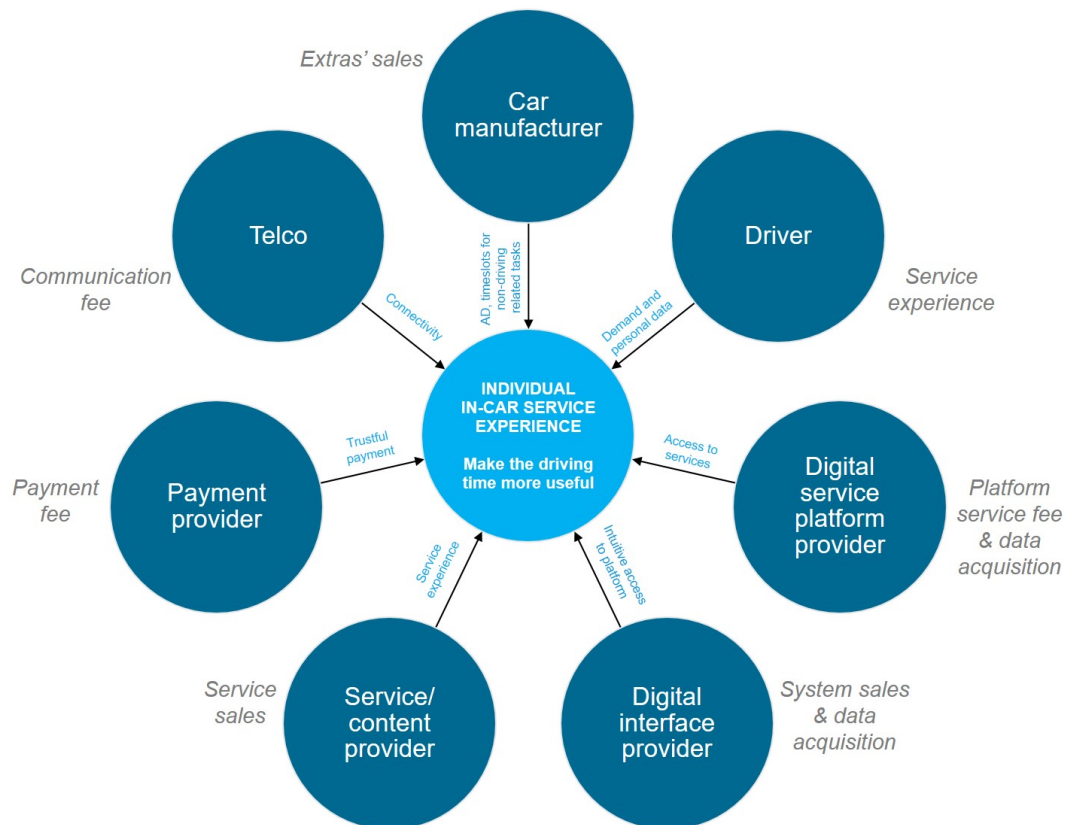 Extras’ sales
Car
manufacturer
Telco
Driver
Communication
fee
Service
experience
Connectivity
AD, timeslots for
non-driving
related tasks
Demand and
personal data
INDIVIDUAL
IN-CAR SERVICE
EXPERIENCE
Make the driving
time more useful
Trustful
payment
Access to
services
Payment
fee
Payment
provider
Digital
service
platform
provider
Platform
service fee
& data
acquisition
Service
experience
Intuitive access
to platform
Service
sales
Service/
content
provider
Digital
interface
provider
System sales
& data
acquisition